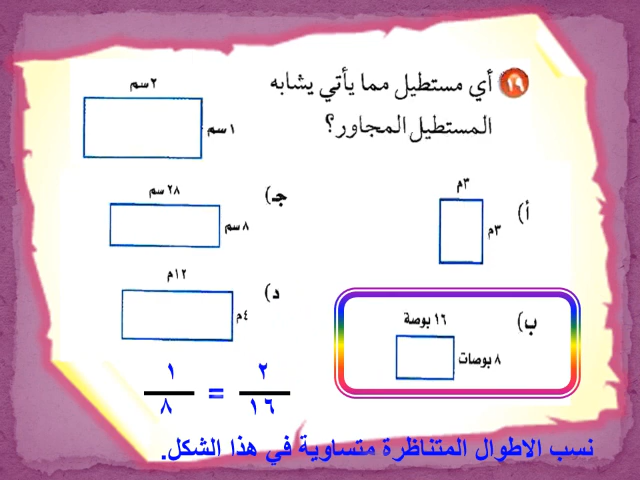 ١٩ أي مستطيل مما يأتي يشابه
المستطيل المجاور؟
٢ سم
١ سم
أ)
٣م
٣م
ب)
١٦ بوصة
٨ بوصات
جـ)
٢٨ سم
٨ سم
د)
١٢م
٤م
١/٨ = ٢/١٦
نسب الاطوال المتناظرة متساوية في هذا الشكل.